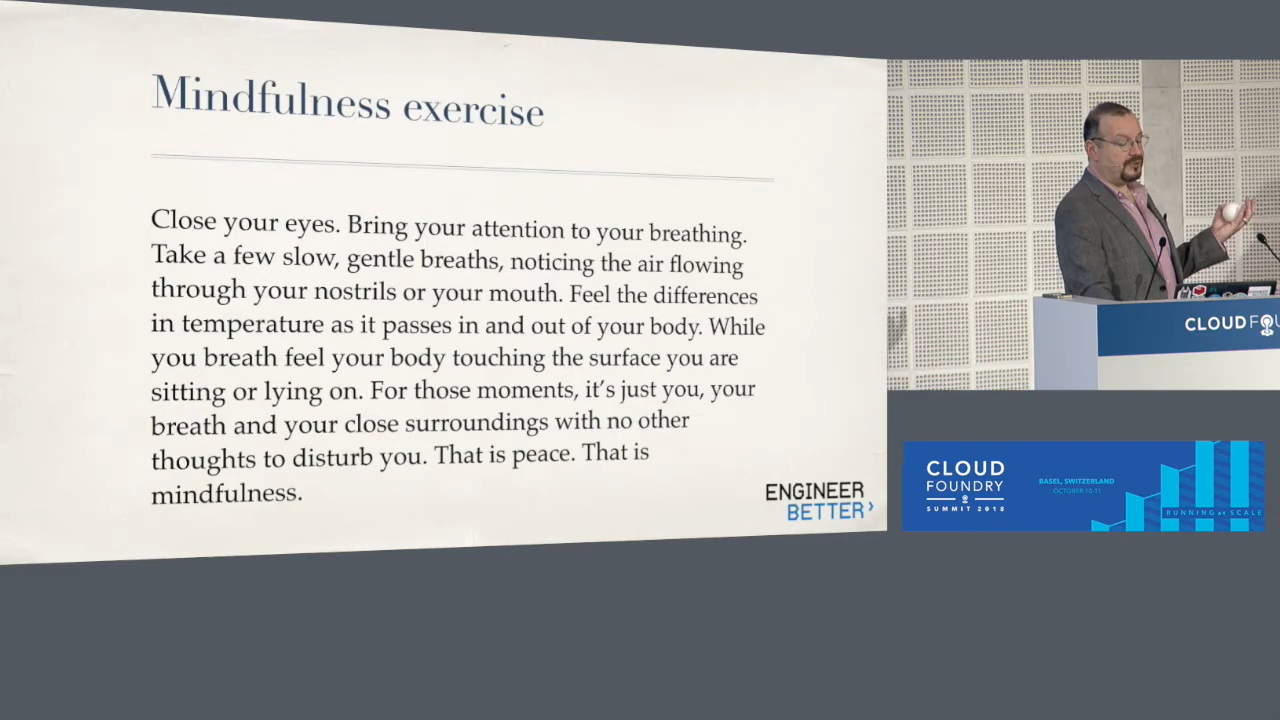 Mindfulness exercise
Close your eyes. Bring your attention to your breathing.
Take a few slow, gentle breaths, noticing the air flowing
through your nostrils or your mouth. Feel the differences
in temperature as it passes in and out of your body. While
you breath feel your body touching the surface you are
sitting or lying on. For those moments, it's just you, your
breath and your close surroundings with no other
thoughts to disturb you. That is peace. That is
mindfulness.
ENGINEER
BETTER
CLOUD FOU
CLOUD
FOUNDRY
SUMMIT 2018
BASEL, SWITZERLAND
OCTOBER 10-11
RUNNING AT SCALE